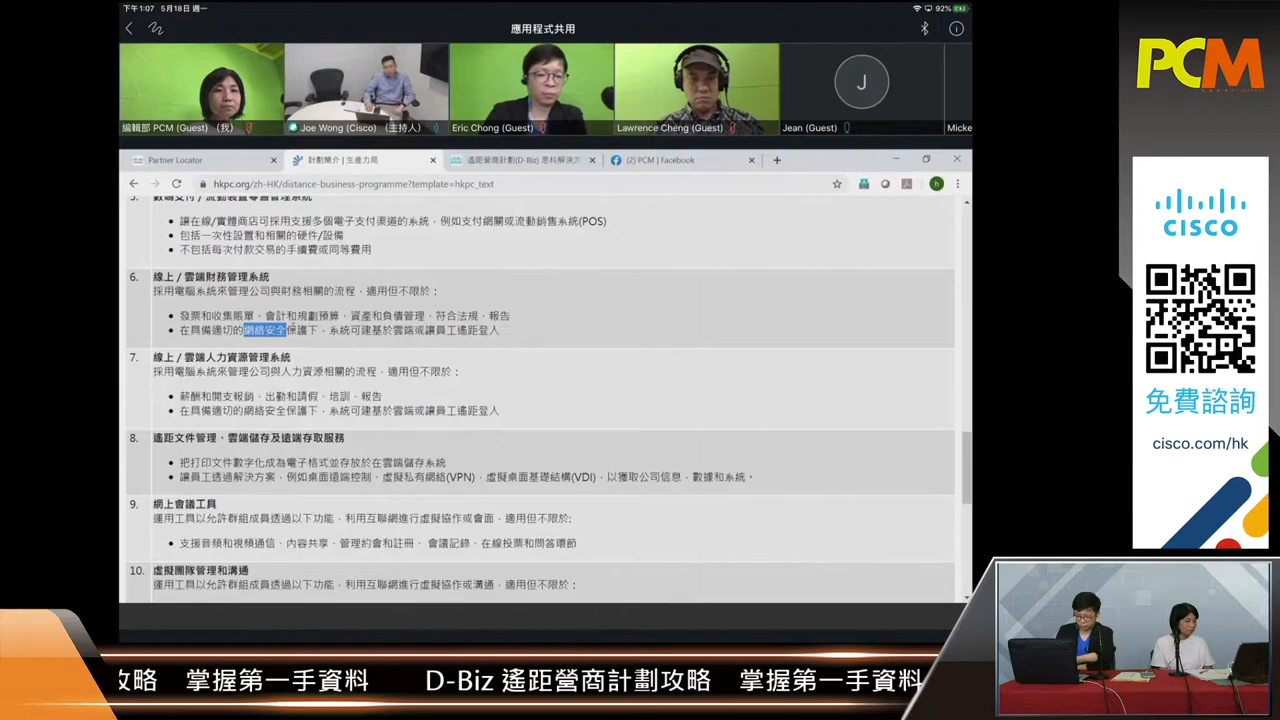 下午1:07 5月18日 週一
92%
應用程式共用
PCM
編輯部 PCM (Guest) （我）
Joe Wong (Cisco) （主持人）
Eric Chong (Guest)
Lawrence Cheng (Guest)
J
Jean (Guest)
Micke
Partner Locator
計劃簡介 | 生產力局
遙距營商計劃(D-Biz) 思科解決方
(2) PCM | Facebook
hkpc.org/zh-HK/distance-business-programme?template=hkpc_text
h
5. 數碼支付 / 流動裝置零售管理系統
讓在線/實體商店可採用支援多個電子支付渠道的系統，例如支付網關或流動銷售系統(POS)
包括一次性設置和相關的硬件/設備
不包括每次付款交易的手續費或同等費用
6. 線上 / 雲端財務管理系統
採用電腦系統來管理公司與財務相關的流程，適用但不限於：
發票和收集賬單、會計和規劃預算、資產和負債管理、符合法規、報告
在具備適切的網絡安全保護下，系統可建基於雲端或讓員工遙距登入
7. 線上 / 雲端人力資源管理系統
採用電腦系統來管理公司與人力資源相關的流程，適用但不限於：
薪酬和開支報銷、出勤和請假、培訓、報告
在具備適切的網絡安全保護下，系統可建基於雲端或讓員工遙距登入
8. 遙距文件管理、雲端儲存及遠端存取服務
把打印文件數字化成為電子格式並存放於在雲端儲存系統
讓員工透過解決方案，例如桌面遠端控制、虛擬私有網絡(VPN)，虛擬桌面基礎結構(VDI)，以獲取公司信息，數據和系統。
9. 網上會議工具
運用工具以允許群組成員透過以下功能，利用互聯網進行虛擬協作或會面，適用但不限於:
支援音頻和視頻通信、內容共享、管理約會和註冊、 會議記錄、在線投票和問答環節
10. 虛擬團隊管理和溝通
運用工具以允許群組成員透過以下功能，利用互聯網進行虛擬協作或溝通，適用但不限於：
CISCO
免費諮詢
cisco.com/hk
攻略 掌握第一手資料 D-Biz 遙距營商計劃攻略 掌握第一手資料